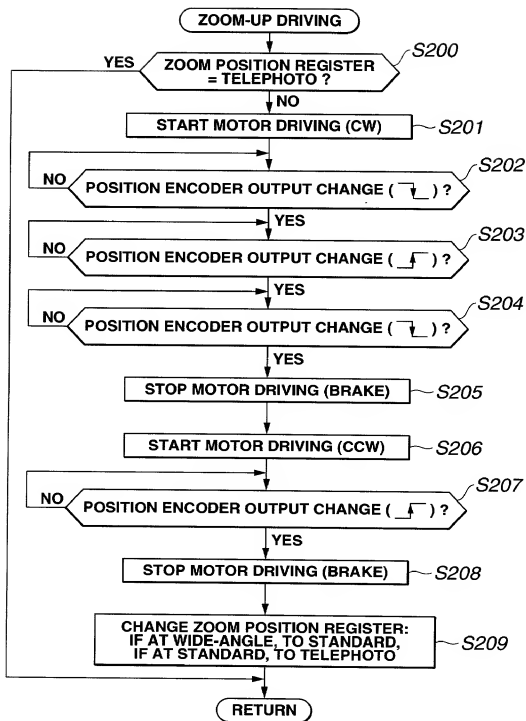 ZOOM-UP DRIVING
S200
YES
ZOOM POSITION REGISTER
= TELEPHOTO ?
NO
START MOTOR DRIVING (CW)
S201
S202
NO
POSITION ENCODER OUTPUT CHANGE ( ) ?
YES
S203
NO
POSITION ENCODER OUTPUT CHANGE ( ) ?
YES
S204
NO
POSITION ENCODER OUTPUT CHANGE ( ) ?
YES
STOP MOTOR DRIVING (BRAKE)
S205
START MOTOR DRIVING (CCW)
S206
S207
NO
POSITION ENCODER OUTPUT CHANGE ( ) ?
YES
STOP MOTOR DRIVING (BRAKE)
S208
CHANGE ZOOM POSITION REGISTER:
IF AT WIDE-ANGLE, TO STANDARD,
IF AT STANDARD, TO TELEPHOTO
S209
RETURN